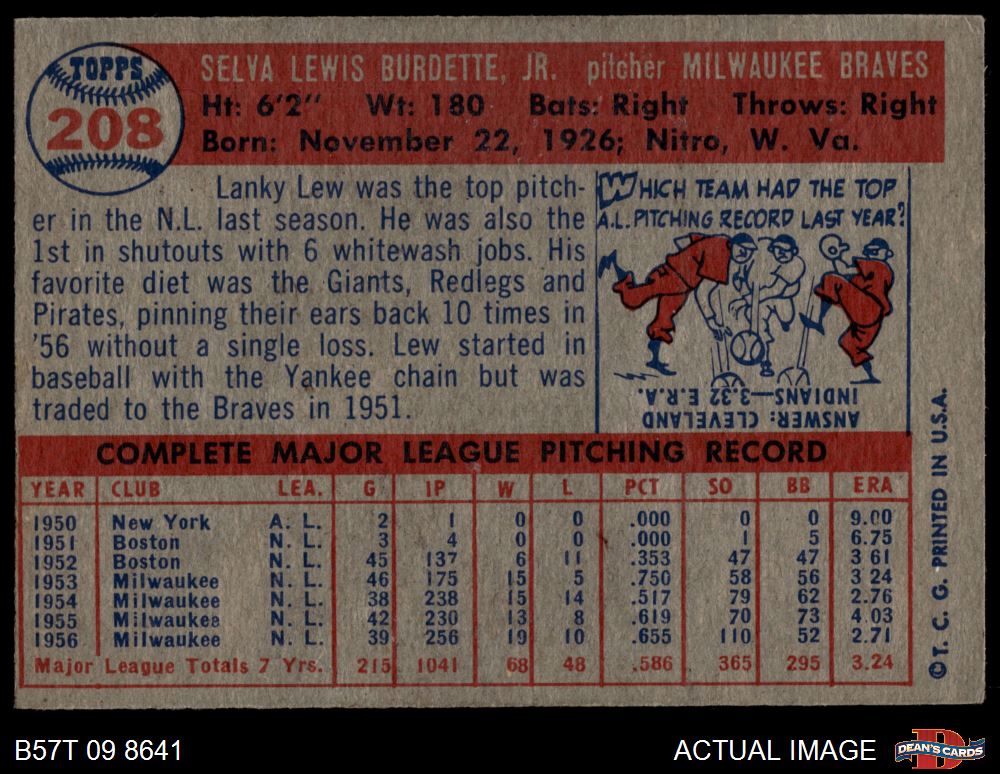 TOPPS
208
SELVA LEWIS BURDETTE, JR. pitcher MILWAUKEE BRAVES
Ht: 6'2" Wt: 180 Bats: Right Throws: Right
Born: November 22, 1926; Nitro, W. Va.
Lanky Lew was the top pitch-
er in the N.L. last season. He was also the
1st in shutouts with 6 whitewash jobs. His
favorite diet was the Giants, Redlegs and
Pirates, pinning their ears back 10 times in
'56 without a single loss. Lew started in
baseball with the Yankee chain but was
traded to the Braves in 1951.
WHICH TEAM HAD THE TOP
A.L. PITCHING RECORD LAST YEAR?
ANSWER: CLEVELAND
INDIANS—3.32 E.R.A.
COMPLETE MAJOR LEAGUE PITCHING RECORD
YEAR CLUB LEA. G IP W L PCT SO BB ERA
1950 New York A. L. 2 1 0 0 .000 0 0 9.00
1951 Boston N. L. 3 4 0 0 .000 1 5 6.75
1952 Boston N. L. 45 137 6 11 .353 47 47 3 61
1953 Milwaukee N. L. 46 175 15 5 .750 58 56 3 24
1954 Milwaukee N. L. 38 238 15 14 .517 79 62 2.76
1955 Milwaukee N. L. 42 230 13 8 .619 70 73 4.03
1956 Milwaukee N. L. 39 256 19 10 .655 110 52 2.71
Major League Totals 7 Yrs. 215 1041 68 48 .586 365 295 3.24
©T. C. G. PRINTED IN U.S.A.
B57T 09 8641
ACTUAL IMAGE
DEAN'S CARDS